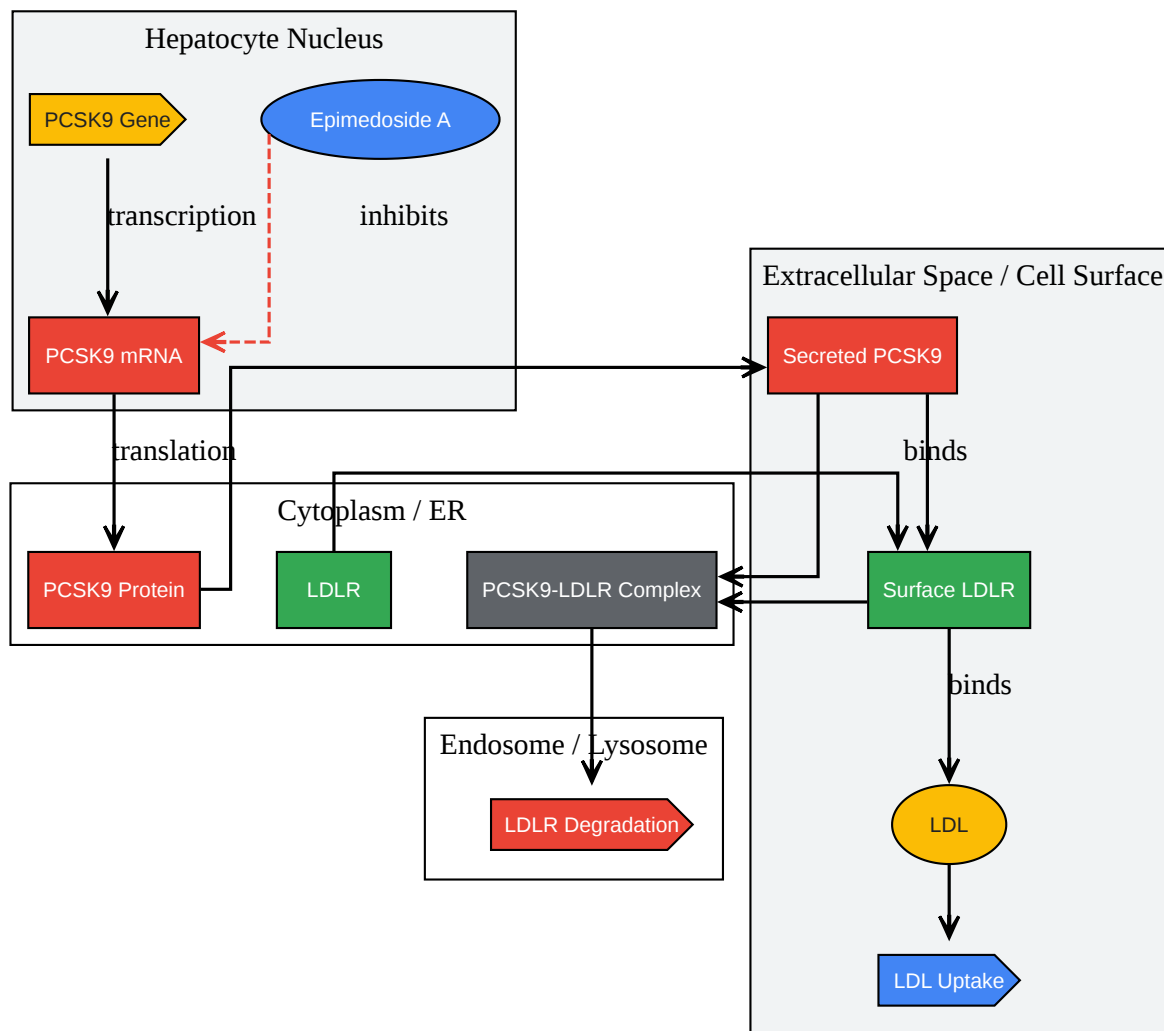 Hepatocyte Nucleus
PCSK9 Gene
Epimedoside A
transcription
inhibits
PCSK9 mRNA
Extracellular Space / Cell Surface
Secreted PCSK9
translation
binds
Cytoplasm / ER
PCSK9 Protein
LDLR
PCSK9-LDLR Complex
Surface LDLR
binds
Endosome / Lysosome
LDLR Degradation
LDL
LDL Uptake